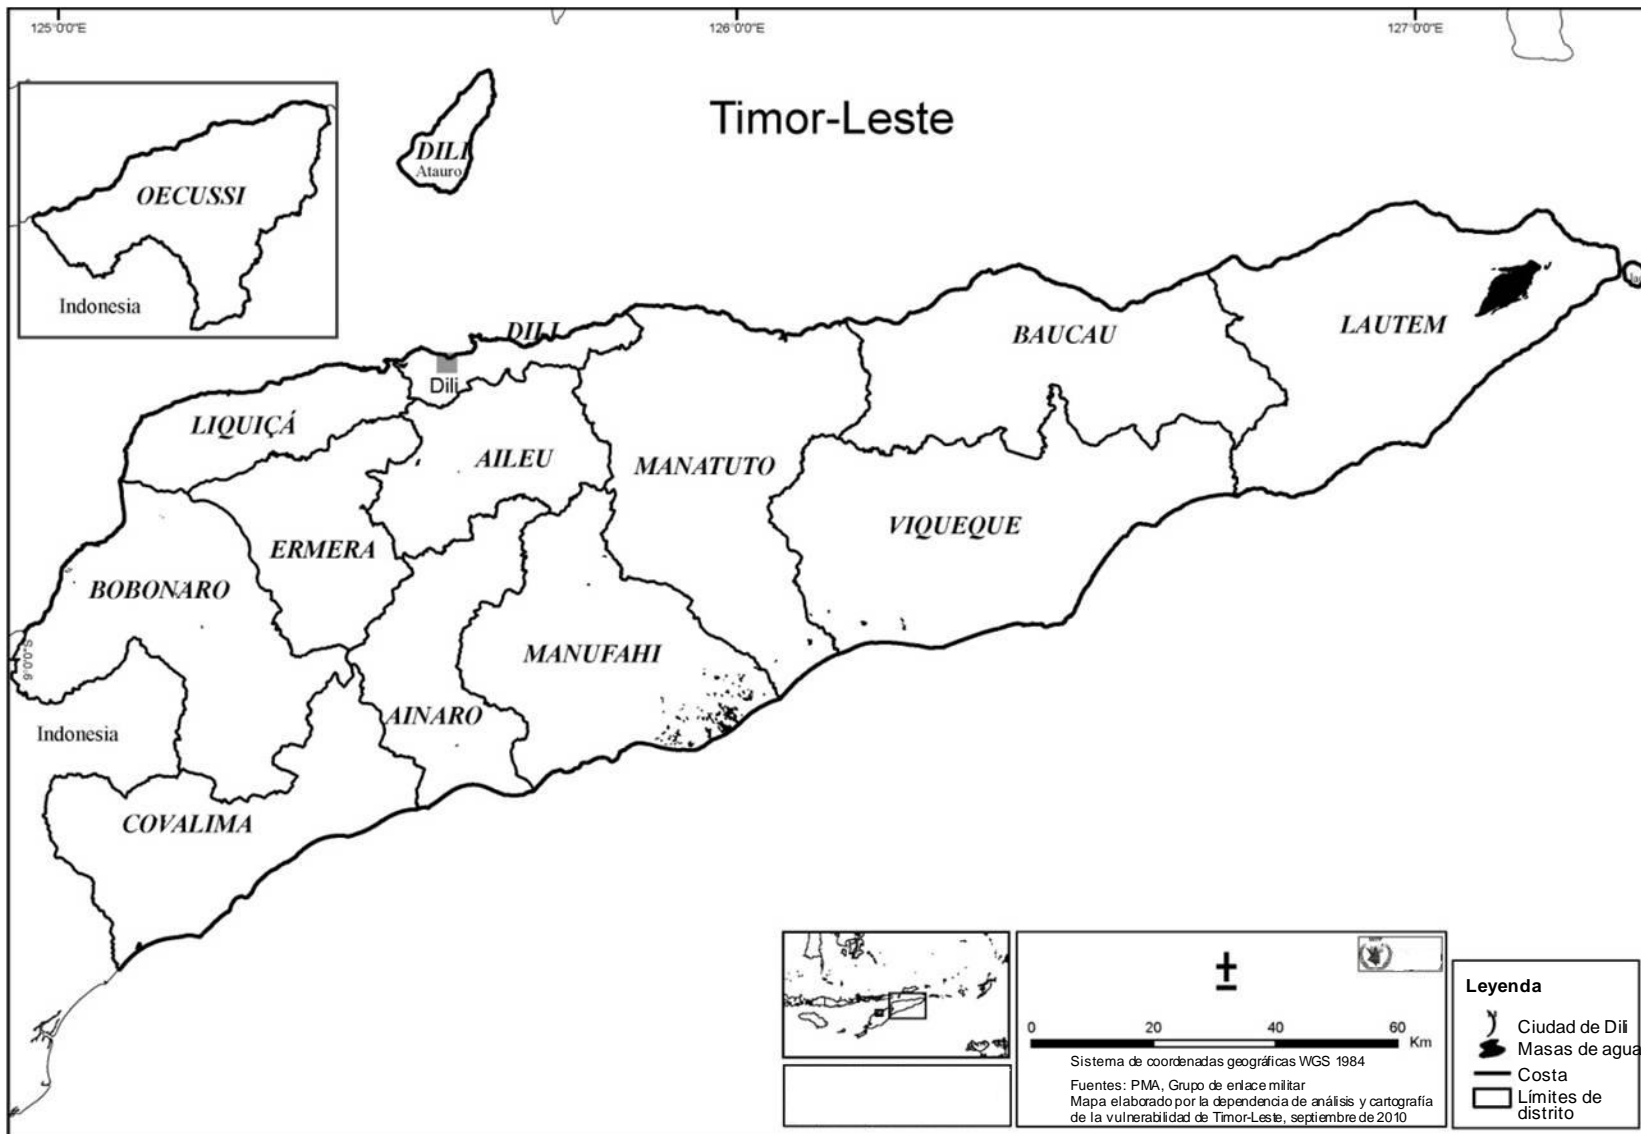 125°0'0"E
126°0'0"E
127°0'0"E
Timor-Leste
DILI
Atauro
OECUSSI
Indonesia
DILI
Dili
BAUCAU
LAUTEM
LIQUIÇÁ
AILEU
MANATUTO
VIQUEQUE
ERMERA
BOBONARO
MANUFAHI
9°0'0"S
AINARO
Indonesia
COVALIMA
0 20 40 60 Km
Sistema de coordenadas geográficas WGS 1984
Fuentes: PMA, Grupo de enlace militar
Mapa elaborado por la dependencia de análisis y cartografía
de la vulnerabilidad de Timor-Leste, septiembre de 2010
Leyenda
Ciudad de Dili
Masas de agua
Costa
Límites de
distrito